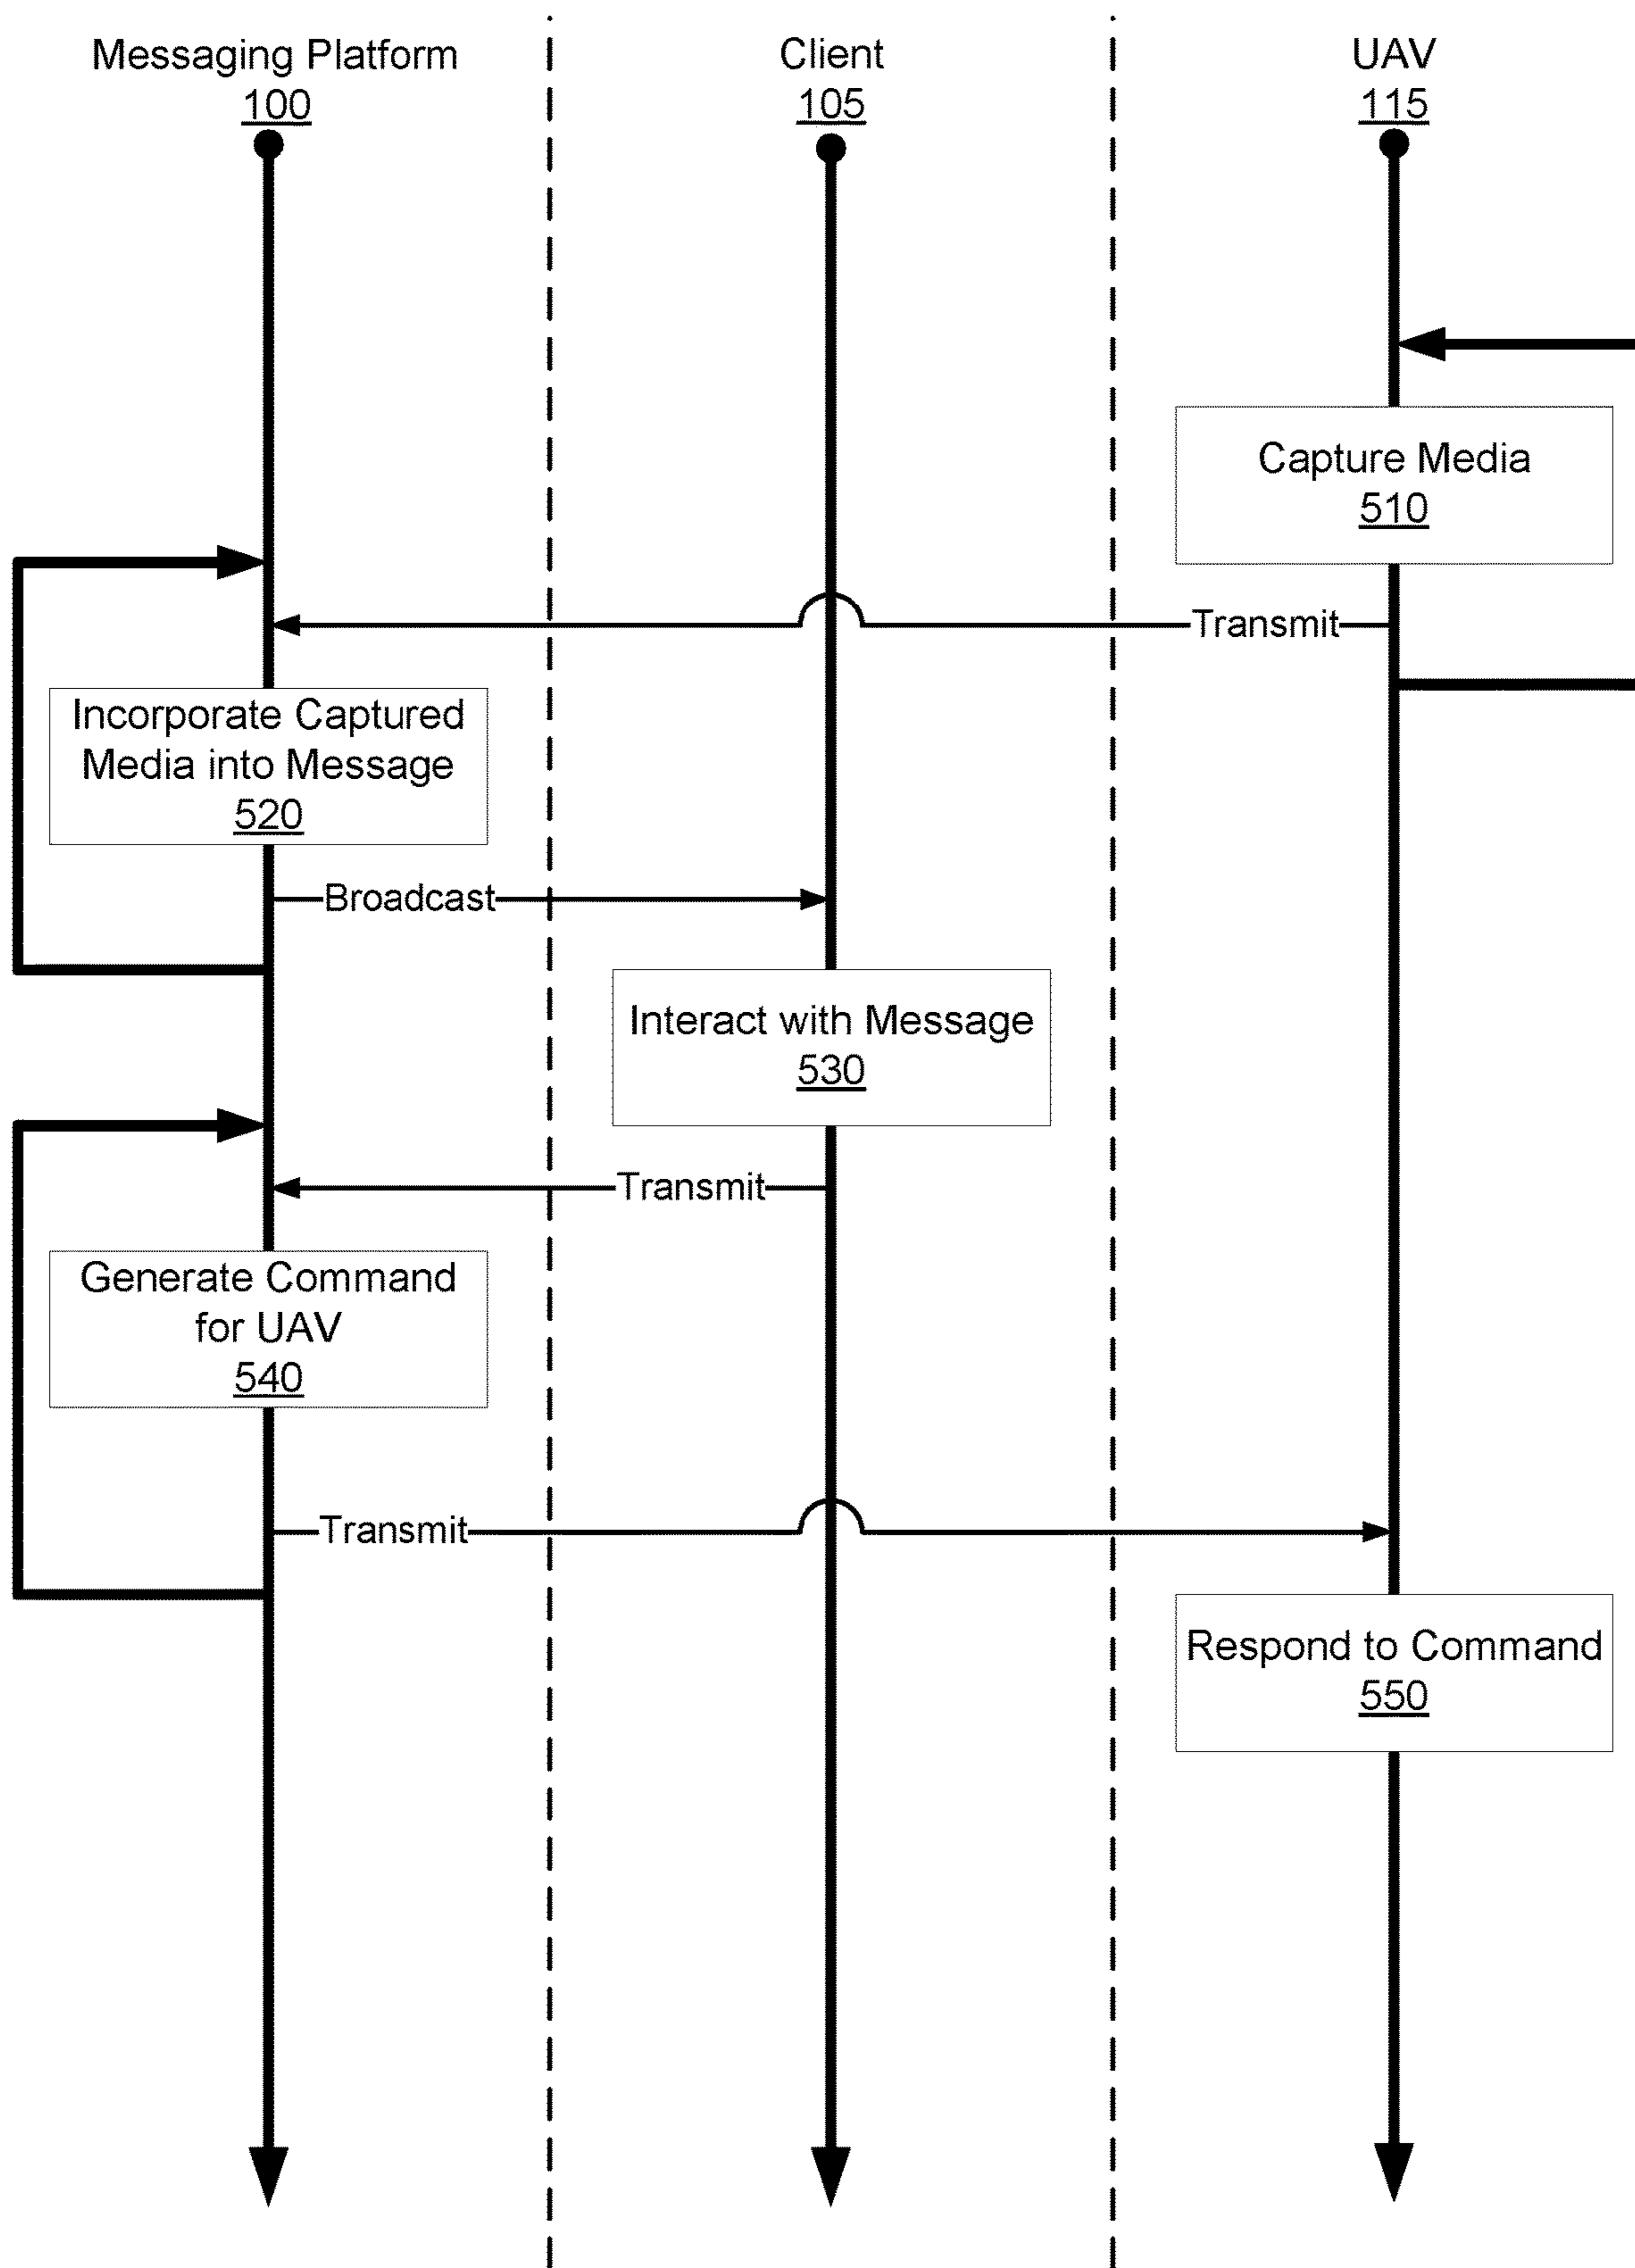 Messaging Platform
100
Client
105
UAV
115
Capture Media
510
Transmit
Incorporate Captured
Media into Message
520
Broadcast
Interact with Message
530
Transmit
Generate Command
for UAV
540
Transmit
Respond to Command
550